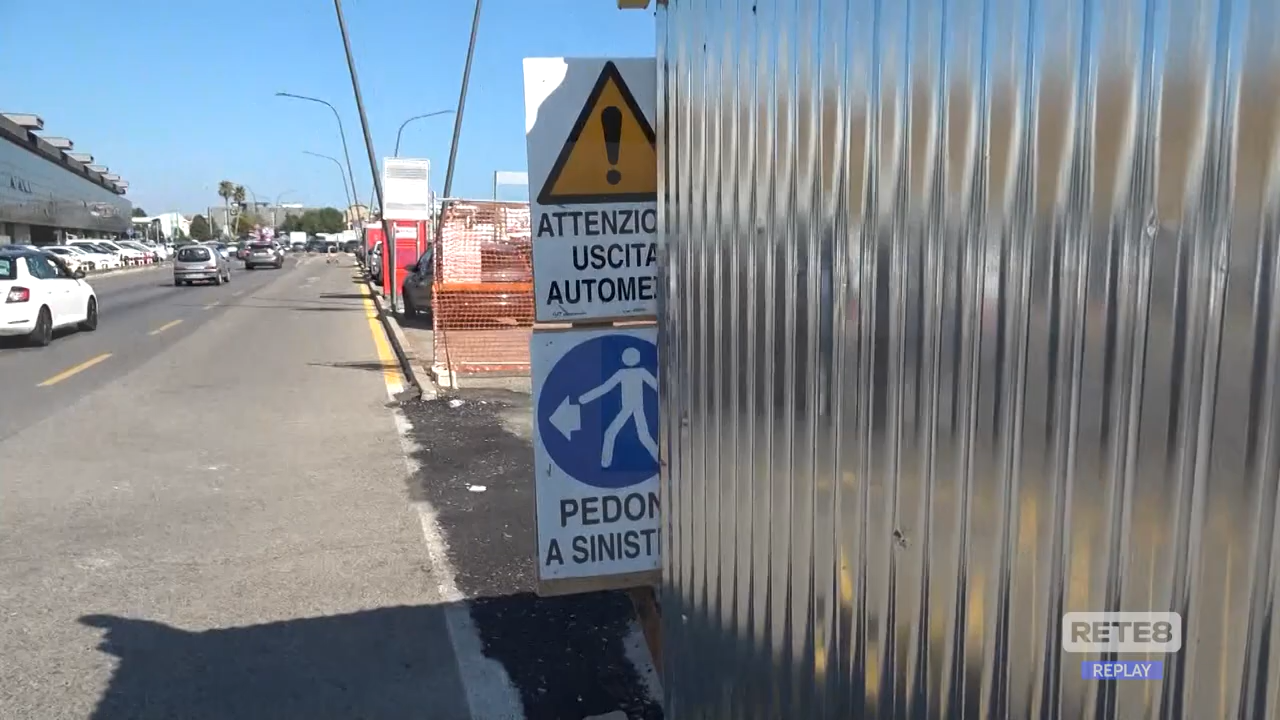 ATTENZIO
USCITA
AUTOME
PEDON
A SINIST
RETE8
REPLAY